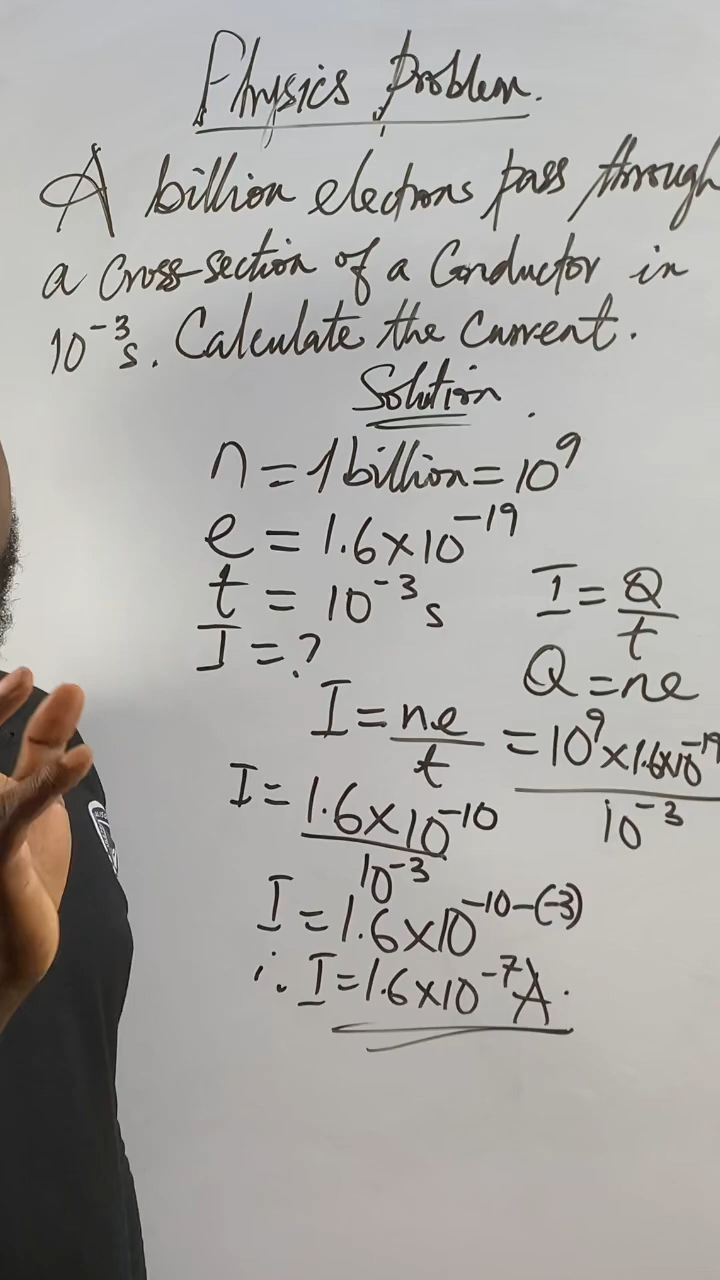 Physics Problem.
A billion electrons pass through
a cross-section of a Conductor in
10⁻³s. Calculate the Current.
Solution.
n = 1 billion = 10⁹
e = 1.6×10⁻¹⁹
t = 10⁻³s
I = ?
I = Q/t
Q = ne
I = ne/t = 10⁹×1.6×10⁻¹⁹/10⁻³
I = 1.6×10⁻¹⁰/10⁻³
I = 1.6×10⁻¹⁰⁻⁽⁻³⁾
∴ I = 1.6×10⁻⁷A.